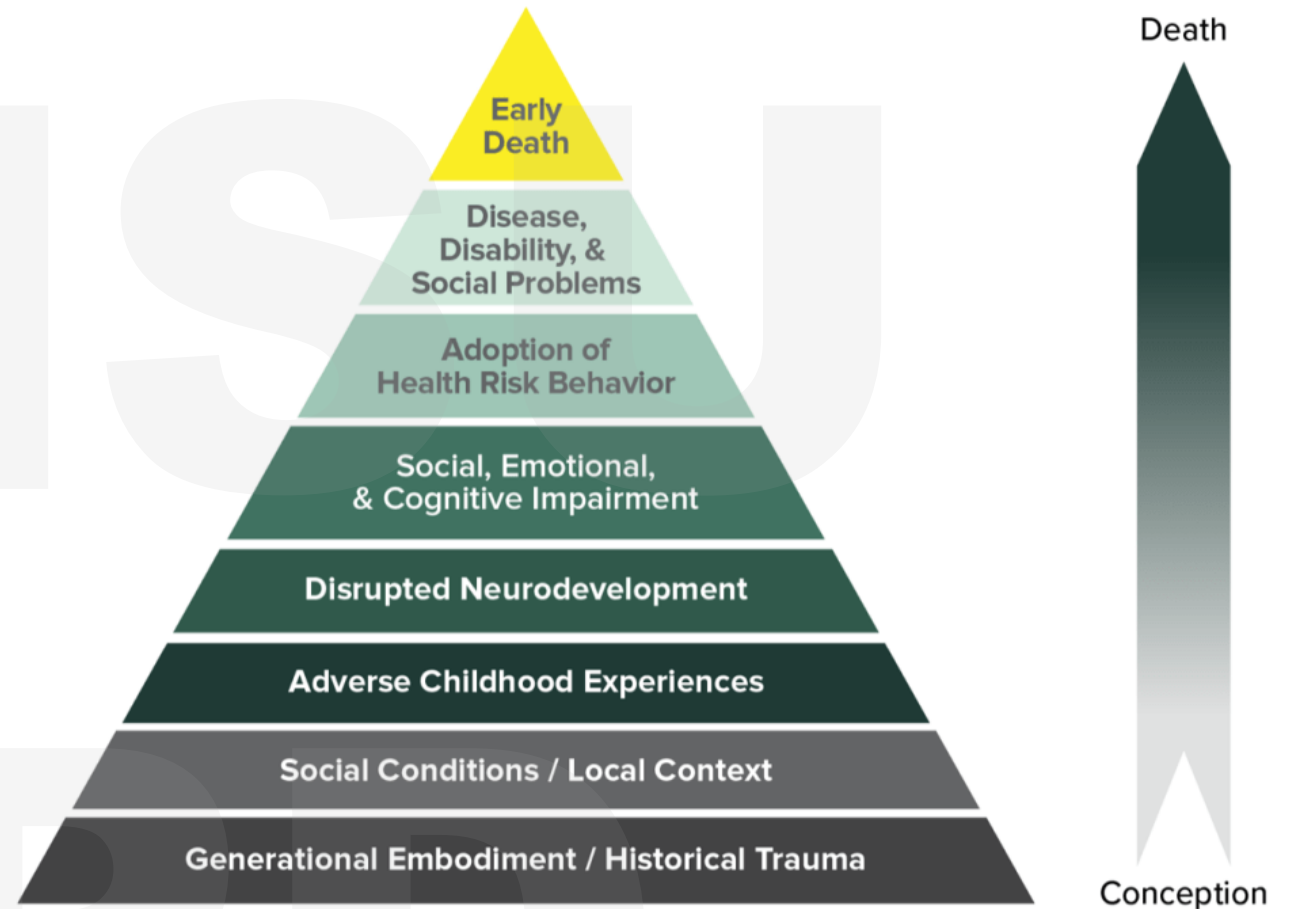 Death
Early
Death
Disease,
Disability, &
Social Problems
Adoption of
Health Risk Behavior
Social, Emotional,
& Cognitive Impairment
Disrupted Neurodevelopment
Adverse Childhood Experiences
Social Conditions / Local Context
Generational Embodiment / Historical Trauma
Conception